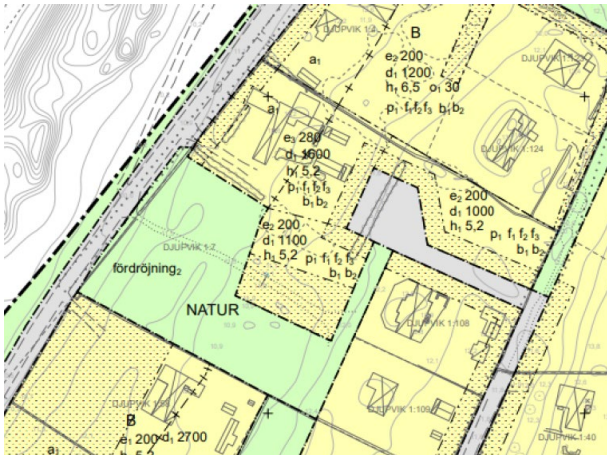 DJUPVIK 1:4
B
a₁
e₂ 200
d₁ 1200
h₁ 6,5 o₁ 30
p₁ f₁ f₂ f₃ b₁ b₂
DJUPVIK 1:124
e₃ 280
d₁ 1600
h₁ 5,2
p₁ f₁ f₂ f₃
b₁ b₂
e₂ 200
d₁ 1000
h₁ 5,2
p₁ f₁ f₂ f₃
b₁ b₂
e₂ 200
d₁ 1100
h₁ 5,2
p₁ f₁ f₂ f₃
b₁ b₂
DJUPVIK 1:7
fördröjning₂
NATUR
DJUPVIK 1:108
DJUPVIK 1:109
B
e₁ 200 d₁ 2700
a₁
DJUPVIK 1:40